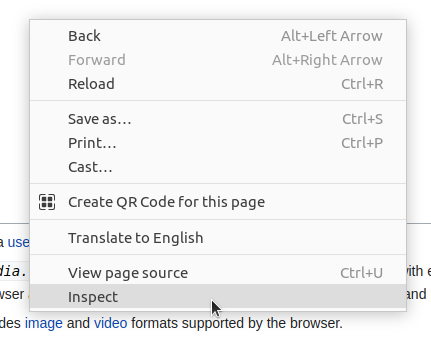 Back Alt+Left Arrow
Forward Alt+Right Arrow
Reload Ctrl+R
Save as... Ctrl+S
Print... Ctrl+P
Cast...
Create QR Code for this page
Translate to English
View page source Ctrl+U
Inspect
and
image and video formats supported by the browser.